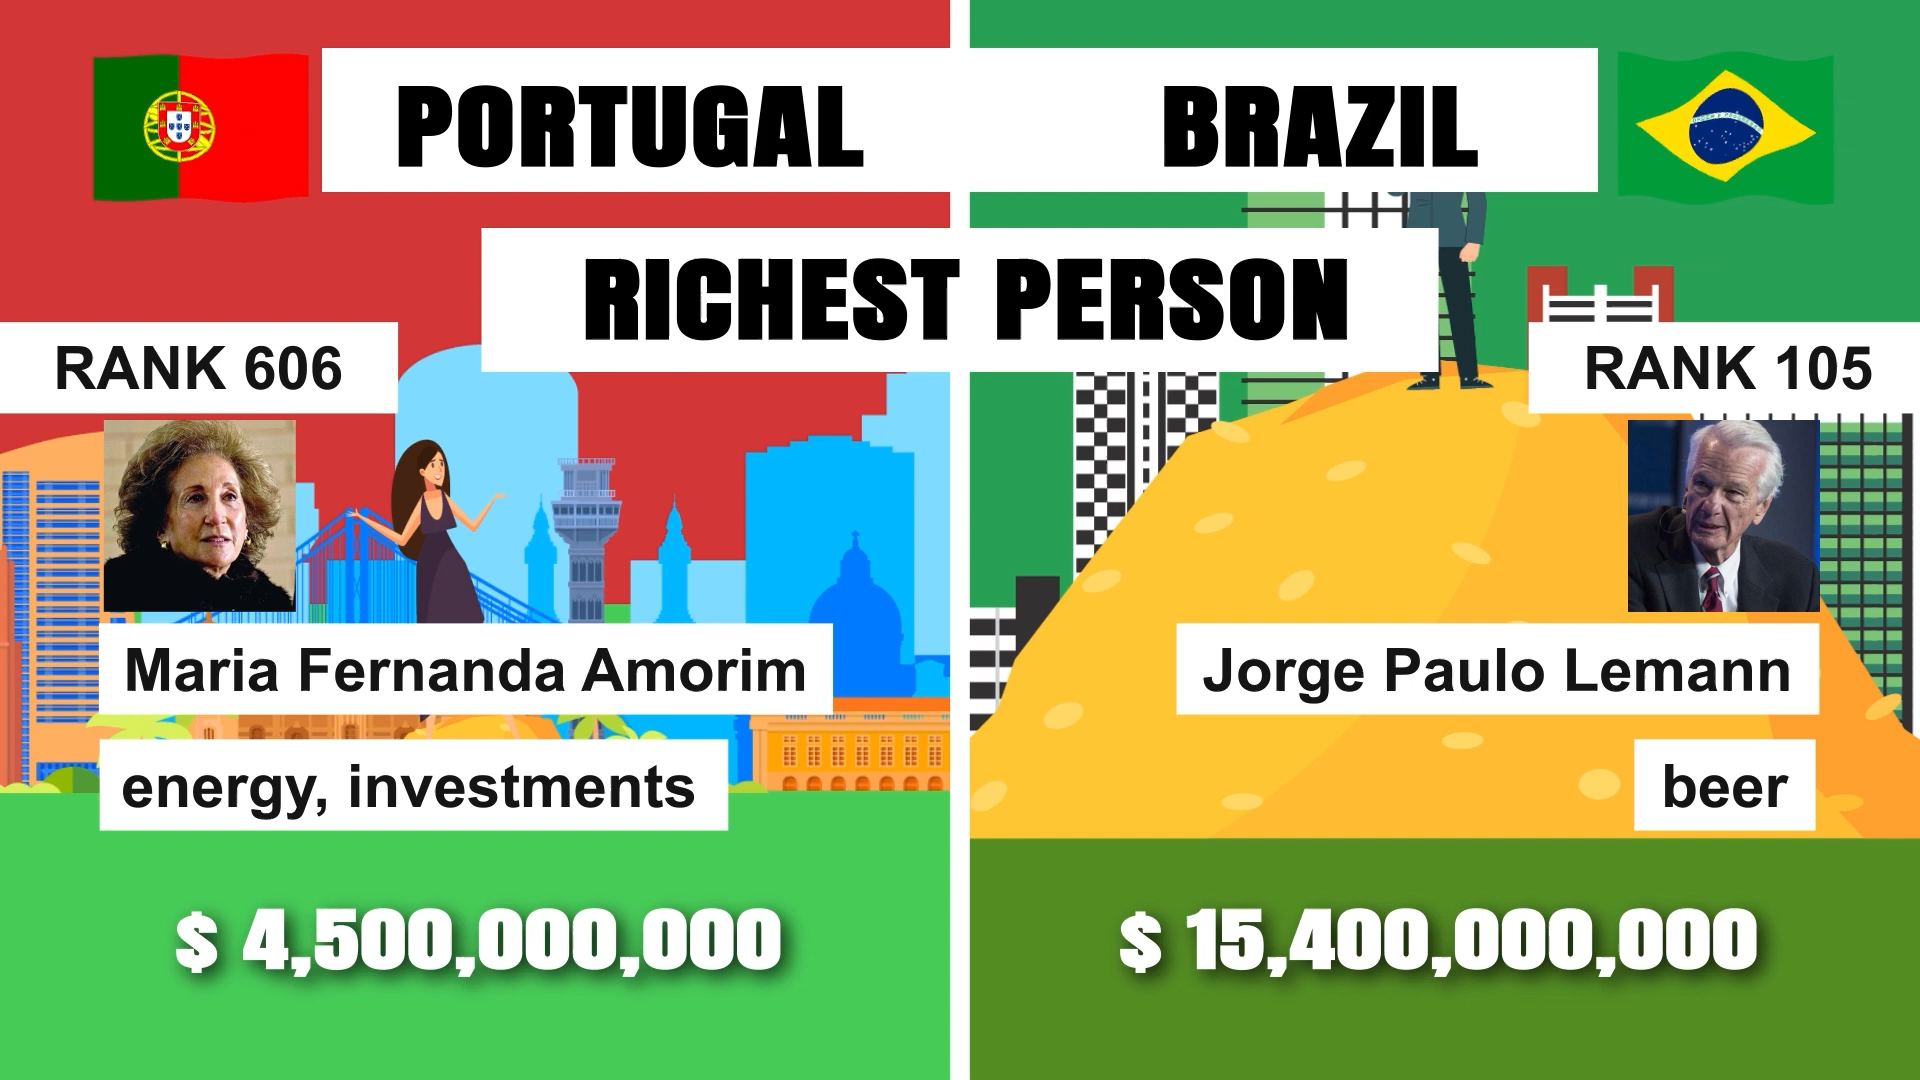 PORTUGAL
BRAZIL
RICHEST PERSON
RANK 606
RANK 105
Maria Fernanda Amorim
Jorge Paulo Lemann
energy, investments
beer
$ 4,500,000,000
$ 15,400,000,000